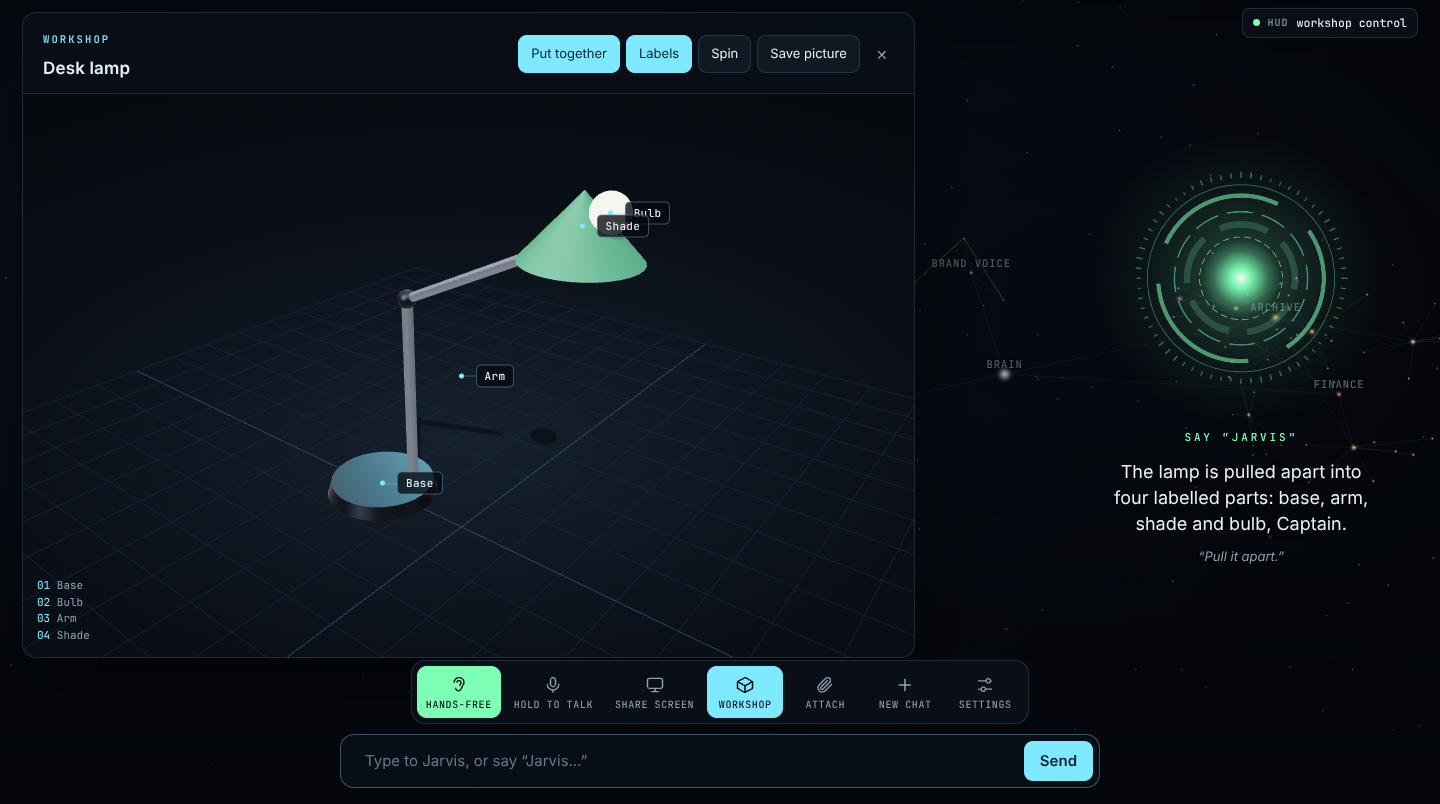 WORKSHOP
Desk lamp
Put together
Labels
Spin
Save picture
×
HUD workshop control
Bulb
Shade
Arm
Base
01 Base
02 Bulb
03 Arm
04 Shade
BRAND VOICE
BRAIN
ARCHIVE
FINANCE
SAY “JARVIS”
The lamp is pulled apart into
four labelled parts: base, arm,
shade and bulb, Captain.
“Pull it apart.”
HANDS-FREE
HOLD TO TALK
SHARE SCREEN
WORKSHOP
ATTACH
NEW CHAT
SETTINGS
Type to Jarvis, or say “Jarvis…”
Send